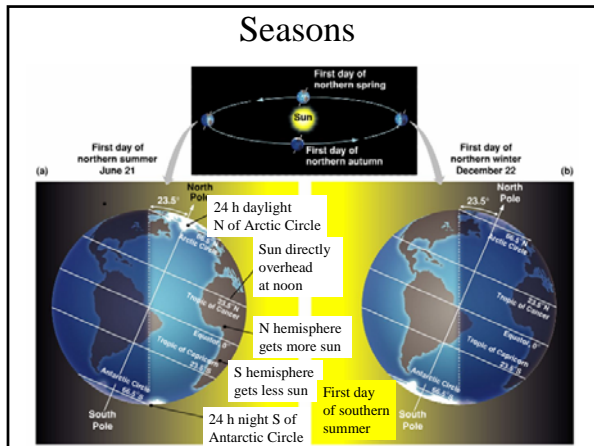 Seasons
First day of
northern spring
Sun
First day of
northern autumn
First day of
northern summer
June 21
First day of
northern winter
December 22
(a)
North
Pole
23.5°
Arctic Circle
66.5°N
23.5°N
Tropic of Cancer
Equator, 0
Tropic of Capricorn
23.5°S
Antarctic Circle
66.5°S
South
Pole
24 h daylight
N of Arctic Circle
Sun directly
overhead
at noon
N hemisphere
gets more sun
S hemisphere
gets less sun
24 h night S of
Antarctic Circle
First day
of southern
summer
(b)
North
Pole
23.5°
Arctic Circle
66.5°N
23.5°N
Tropic of Cancer
Equator, 0
Tropic of Capricorn
23.5°S
Antarctic Circle
66.5°S
South
Pole